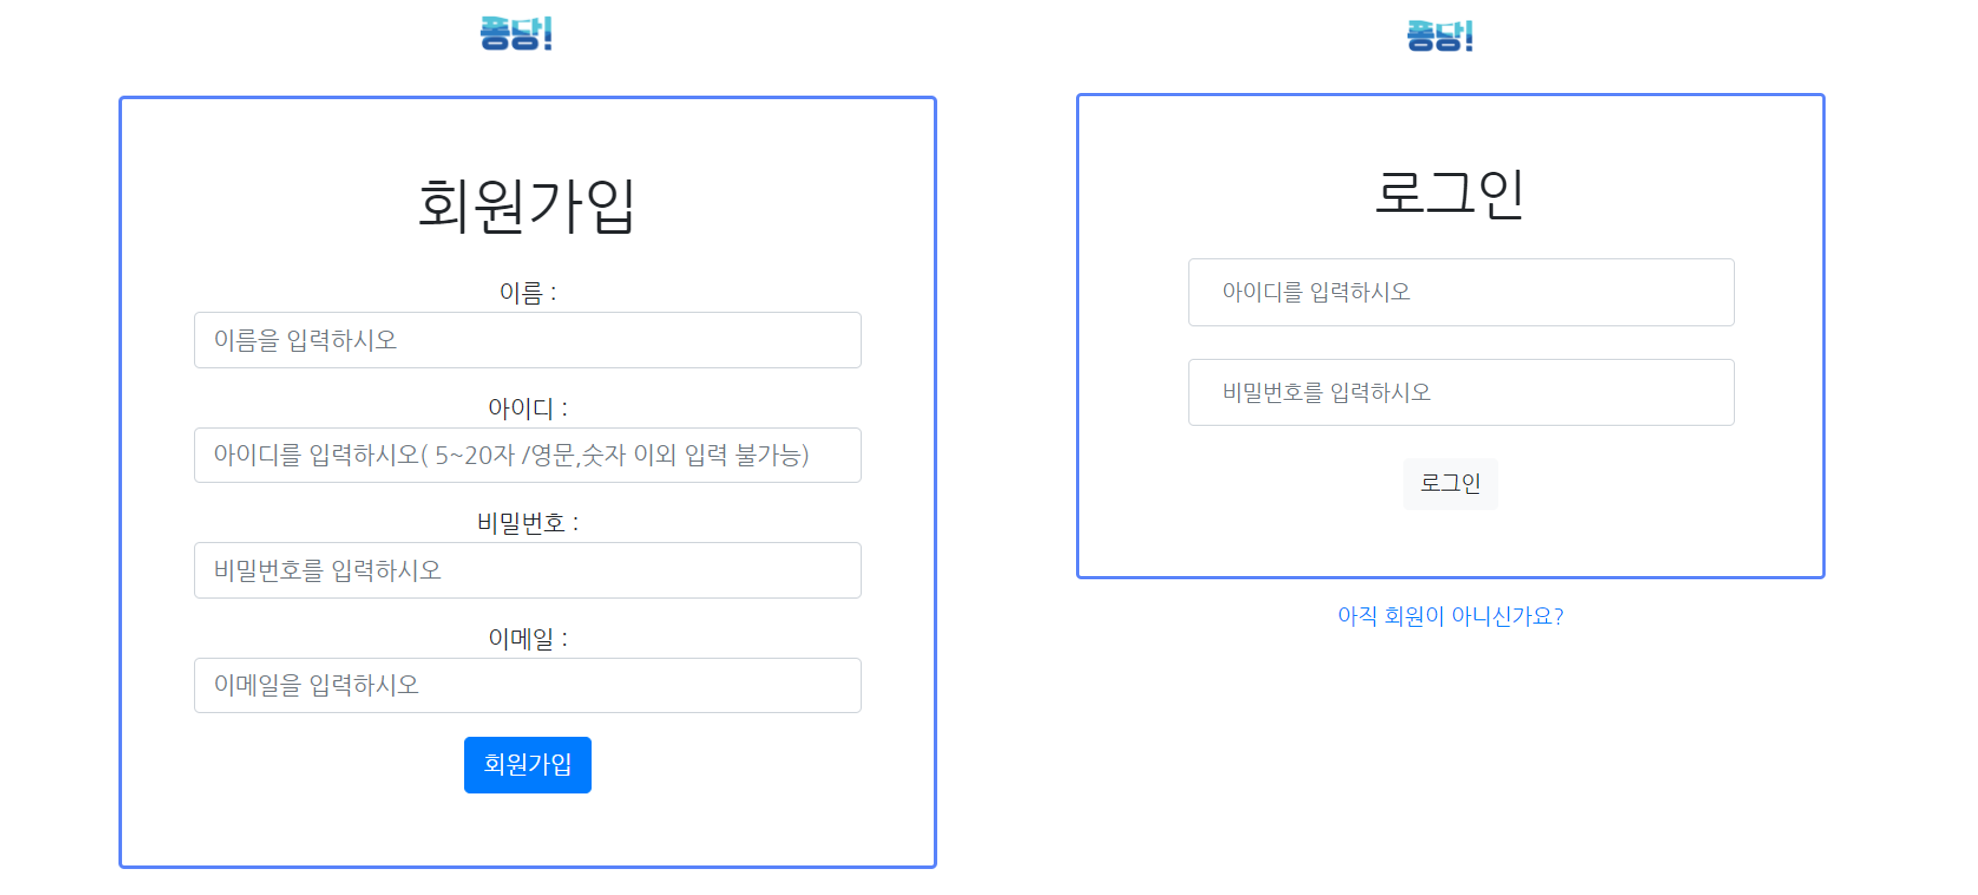 퐁당!
회원가입
이름 :
이름을 입력하시오
아이디 :
아이디를 입력하시오( 5~20자 /영문,숫자 이외 입력 불가능)
비밀번호 :
비밀번호를 입력하시오
이메일 :
이메일을 입력하시오
회원가입
퐁당!
로그인
아이디를 입력하시오
비밀번호를 입력하시오
로그인
아직 회원이 아니신가요?